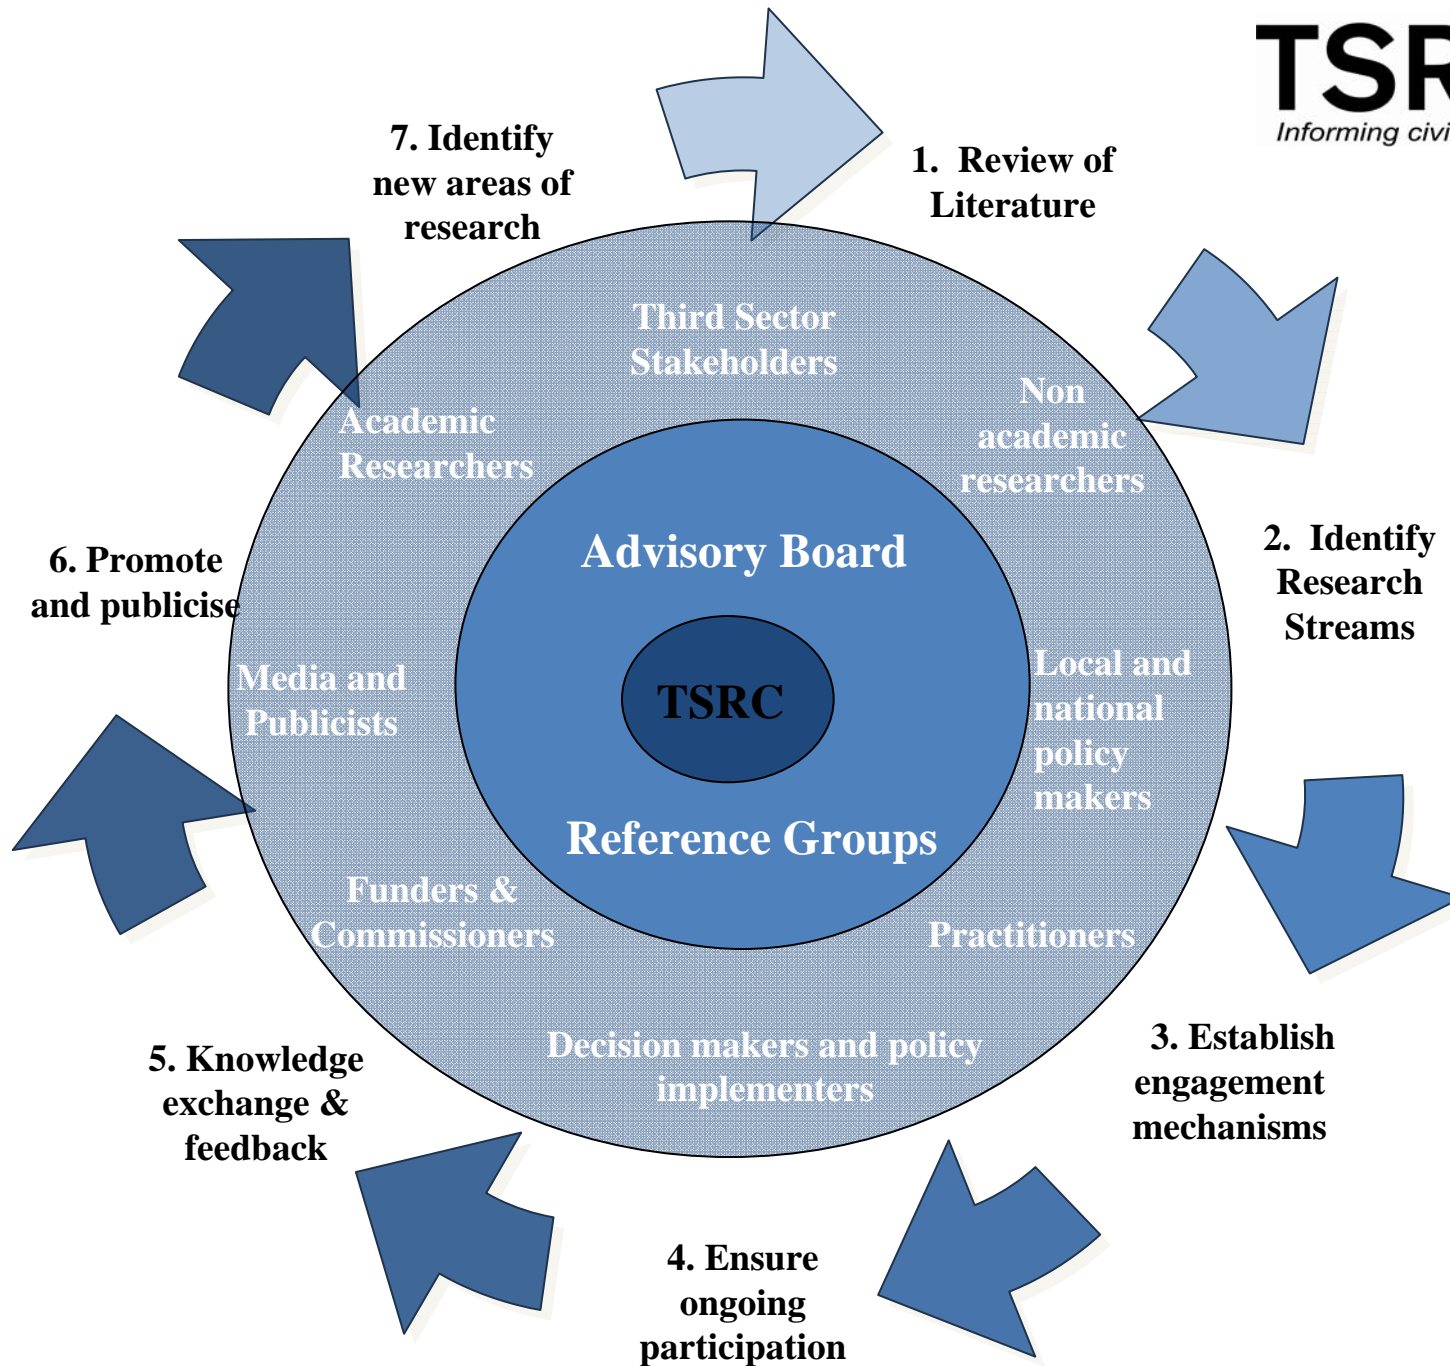 TSR
Informing civi
7. Identify
new areas of
research
1. Review of
Literature
Third Sector
Stakeholders
Non
academic
researchers
Academic
Researchers
2. Identify
Research
Streams
6. Promote
and publicise
Advisory Board
Local and
national
policy
makers
Media and
Publicists
TSRC
Reference Groups
Funders &
Commissioners
Practitioners
3. Establish
engagement
mechanisms
Decision makers and policy
implementers
5. Knowledge
exchange &
feedback
4. Ensure
ongoing
participation